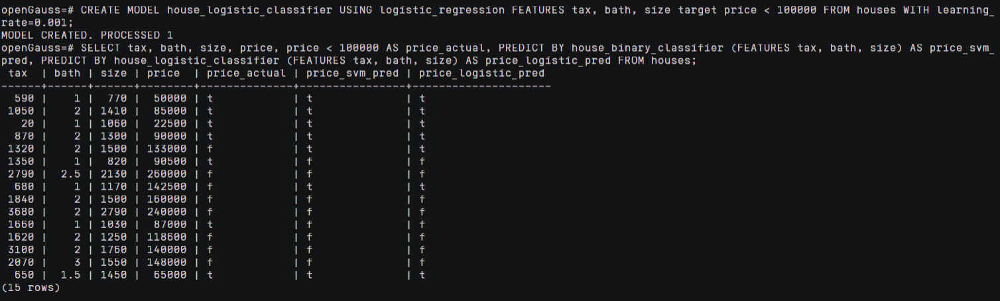 openGauss=# CREATE MODEL house_logistic_classifier USING logistic_regression FEATURES tax, bath, size target price < 100000 FROM houses WITH learning_
rate=0.001;
MODEL CREATED. PROCESSED 1
openGauss=# SELECT tax, bath, size, price, price < 100000 AS price_actual, PREDICT BY house_binary_classifier (FEATURES tax, bath, size) AS price_svm_
pred, PREDICT BY house_logistic_classifier (FEATURES tax, bath, size) AS price_logistic_pred FROM houses;
 tax  | bath | size | price  | price_actual | price_svm_pred | price_logistic_pred
------+------+------+--------+--------------+----------------+---------------------
  590 |    1 |  770 |  50000 | t            | t              | t
 1050 |    2 | 1410 |  85000 | t            | t              | t
   20 |    1 | 1060 |  22500 | t            | t              | t
  870 |    2 | 1300 |  90000 | t            | t              | t
 1320 |    2 | 1500 | 133000 | f            | t              | t
 1350 |    1 |  820 |  90500 | t            | f              | f
 2790 |  2.5 | 2130 | 260000 | f            | f              | f
  680 |    1 | 1170 | 142500 | f            | t              | t
 1840 |    2 | 1500 | 160000 | f            | f              | f
 3680 |    2 | 2790 | 240000 | f            | f              | f
 1660 |    1 | 1030 |  87000 | t            | f              | f
 1620 |    2 | 1250 | 118600 | f            | f              | f
 3100 |    2 | 1760 | 140000 | f            | f              | f
 2070 |    3 | 1550 | 148000 | f            | f              | f
  650 |  1.5 | 1450 |  65000 | t            | t              | t
(15 rows)